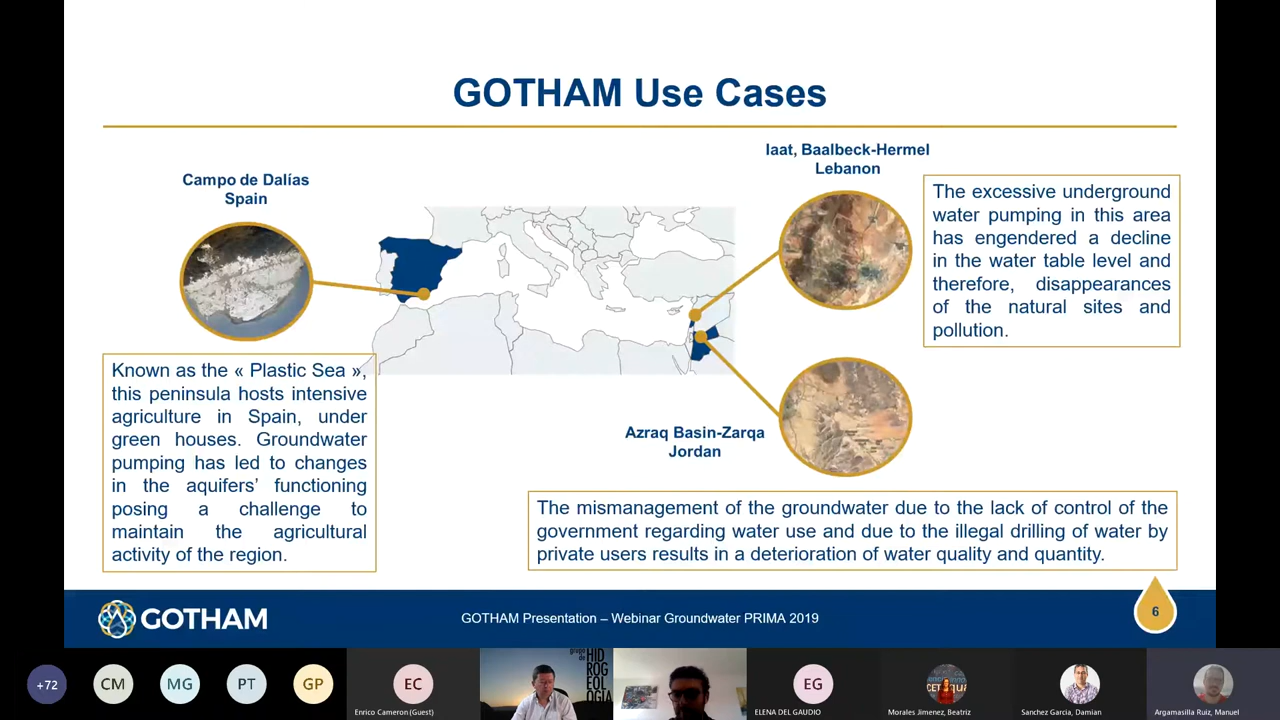 GOTHAM Use Cases
Campo de Dalías
Spain
Iaat, Baalbeck-Hermel
Lebanon
The excessive underground
water pumping in this area
has engendered a decline
in the water table level and
therefore, disappearances
of the natural sites and
pollution.
Known as the « Plastic Sea »,
this peninsula hosts intensive
agriculture in Spain, under
green houses. Groundwater
pumping has led to changes
in the aquifers’ functioning
posing a challenge to
maintain the agricultural
activity of the region.
Azraq Basin-Zarqa
Jordan
The mismanagement of the groundwater due to the lack of control of the
government regarding water use and due to the illegal drilling of water by
private users results in a deterioration of water quality and quantity.
GOTHAM
GOTHAM Presentation – Webinar Groundwater PRIMA 2019
6
+72
CM
MG
PT
GP
EC
Enrico Cameron (Guest)
grupo
de
HID
ROG
EOL
OGÍA
EG
ELENA DEL GAUDIO
Morales Jimenez, Beatriz
Sanchez Garcia, Damian
Argamasilla Ruiz, Manuel